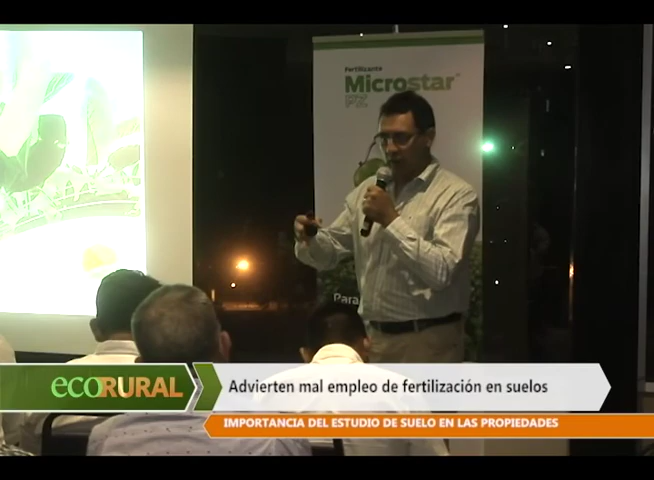 Fertilizante
Microstar
PZ
Para
ecoRURAL
Advierten mal empleo de fertilización en suelos
IMPORTANCIA DEL ESTUDIO DE SUELO EN LAS PROPIEDADES